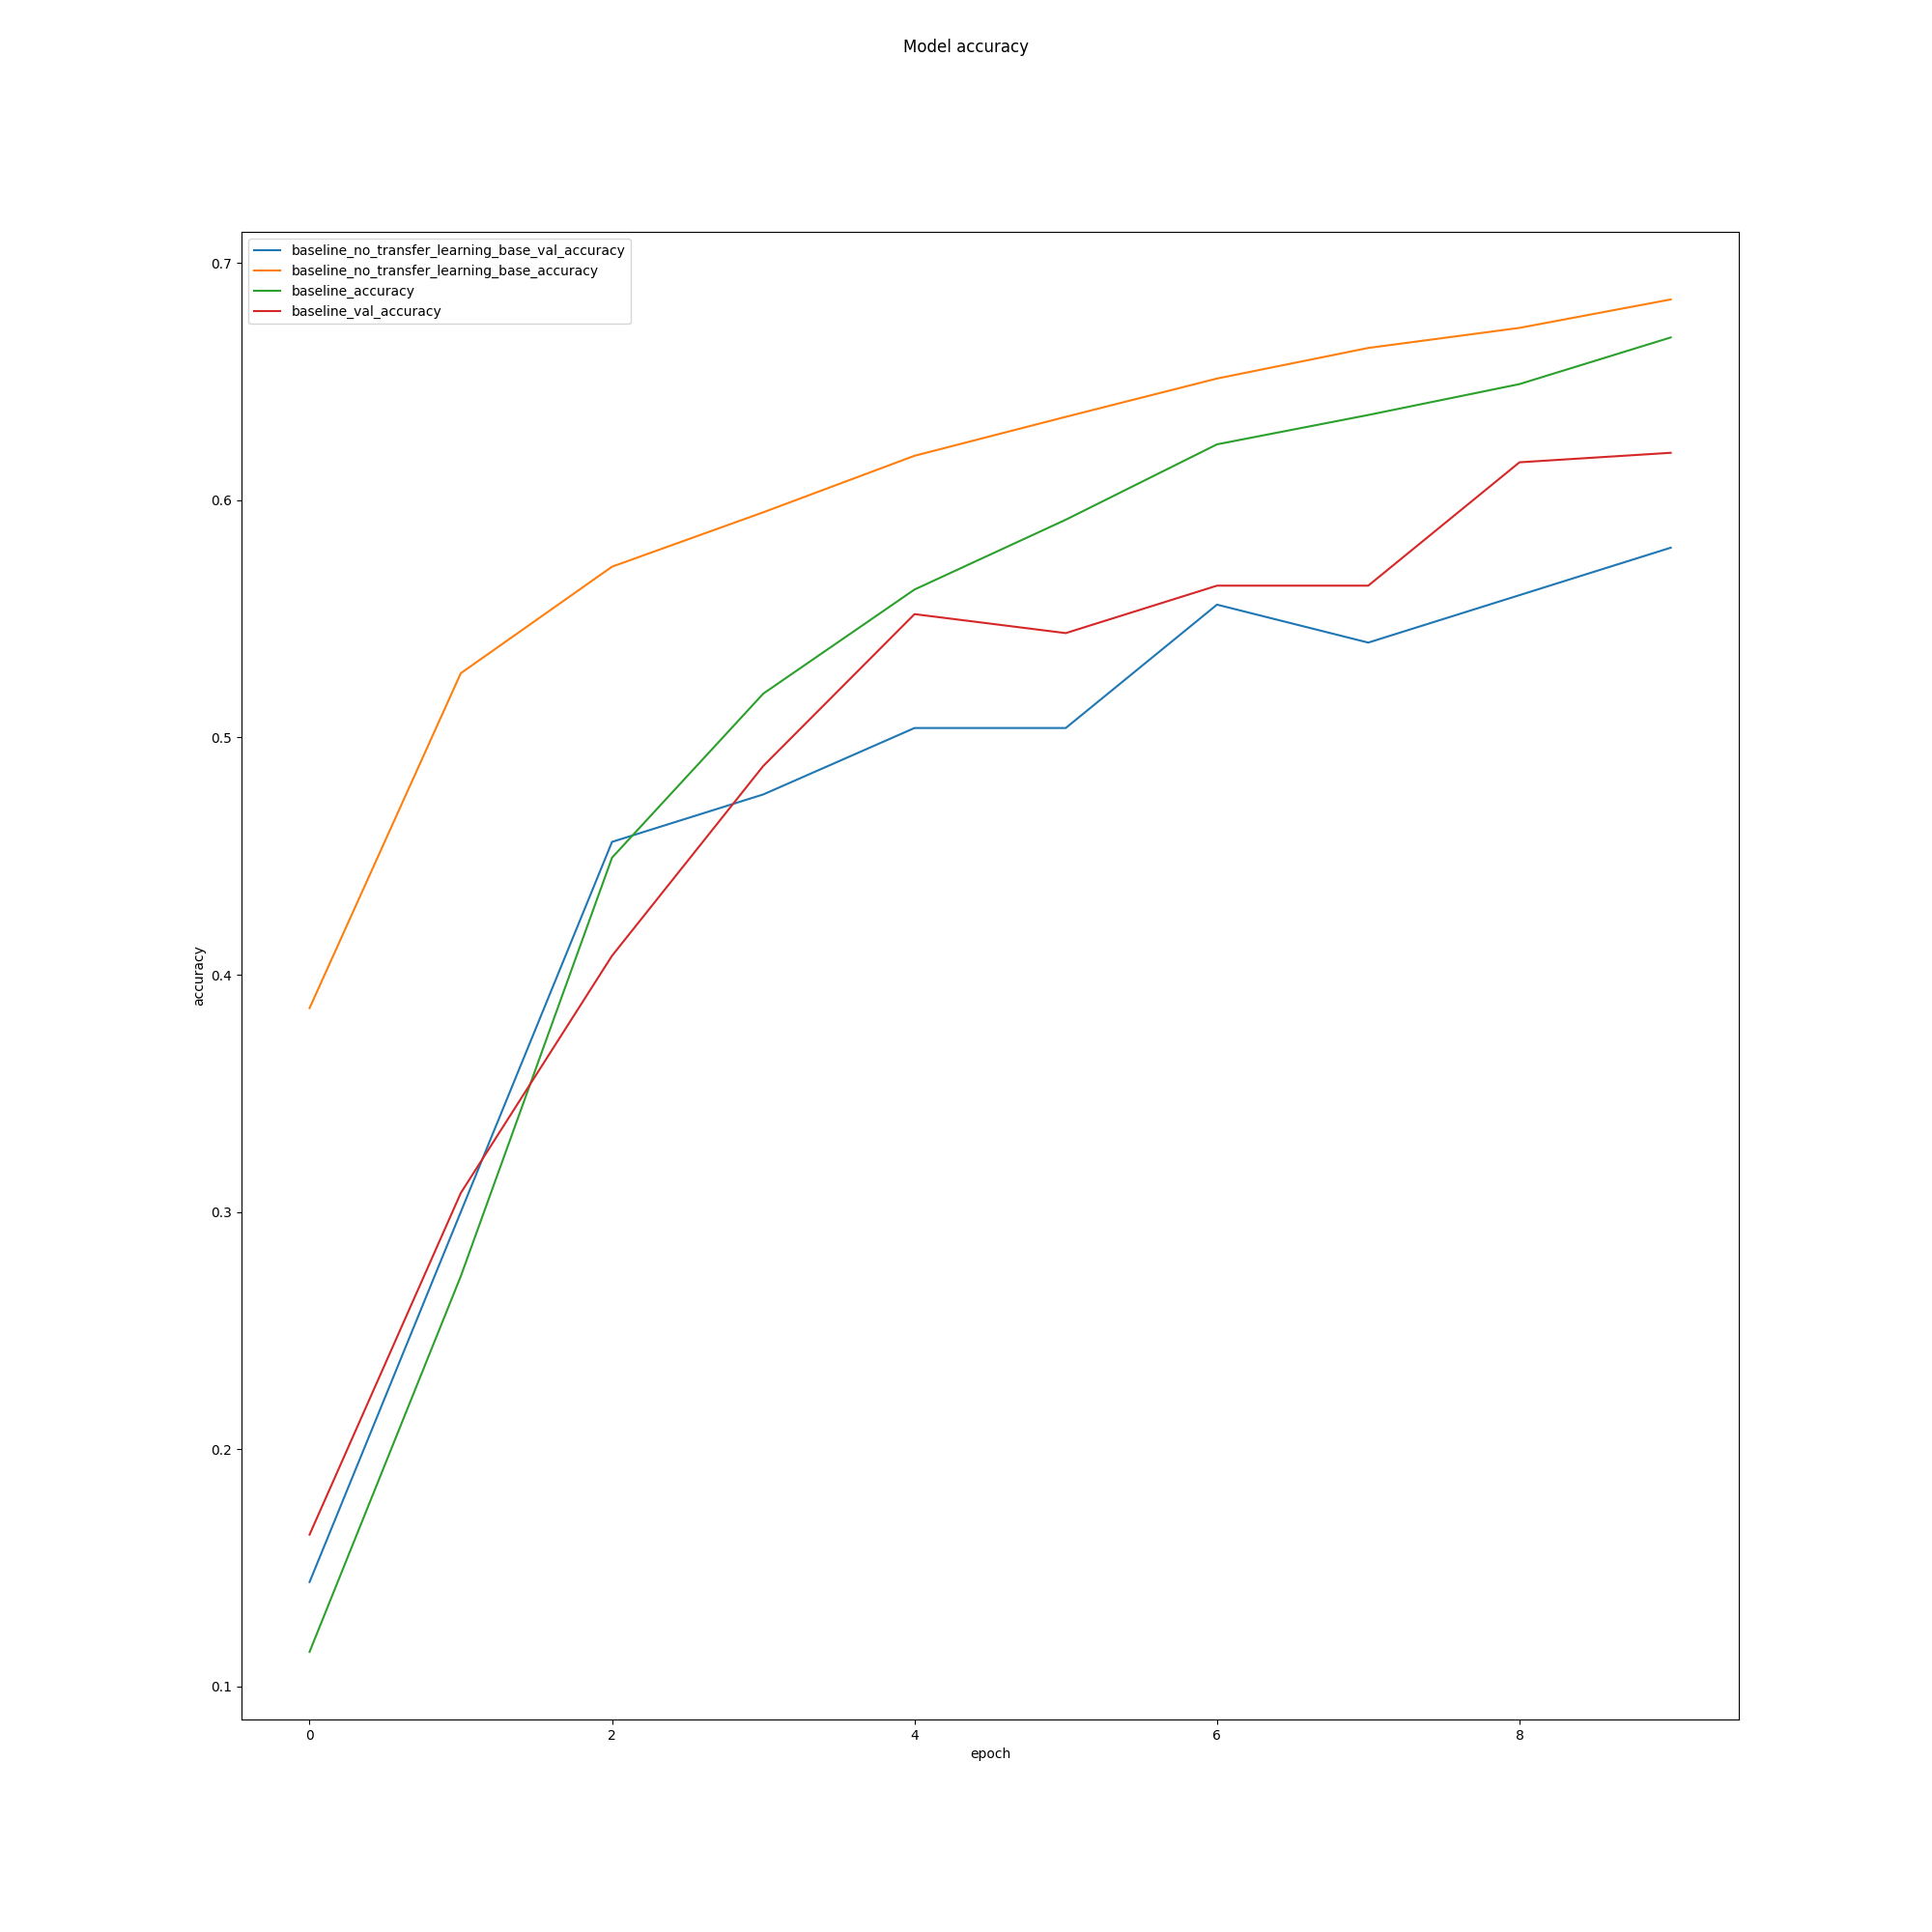 Model accuracy
baseline_no_transfer_learning_base_val_accuracy
baseline_no_transfer_learning_base_accuracy
baseline_accuracy
baseline_val_accuracy
0.7
0.6
0.5
0.4
0.3
0.2
0.1
accuracy
0 2 4 6 8
epoch